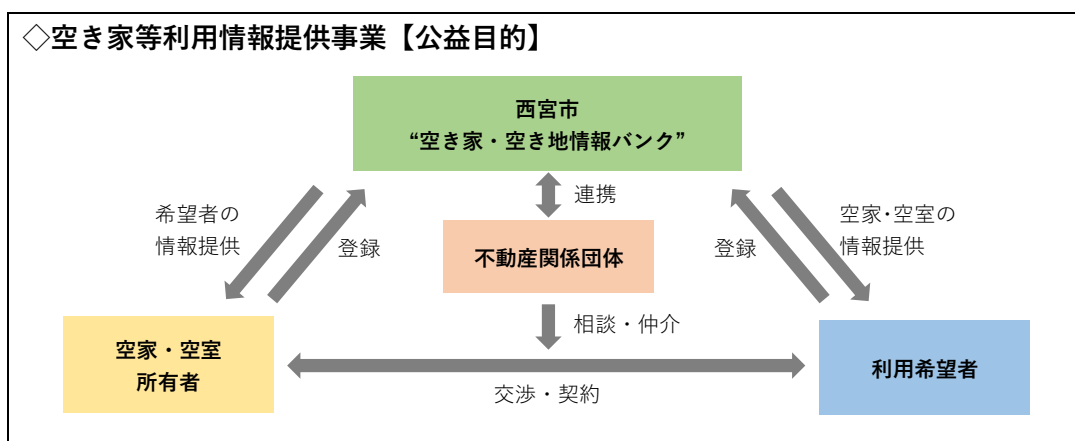 ◇空き家等利用情報提供事業【公益目的】
西宮市
“空き家・空き地情報バンク”
希望者の
情報提供
登録
連携
不動産関係団体
登録
空家・空室の
情報提供
相談・仲介
空家・空室
所有者
交渉・契約
利用希望者